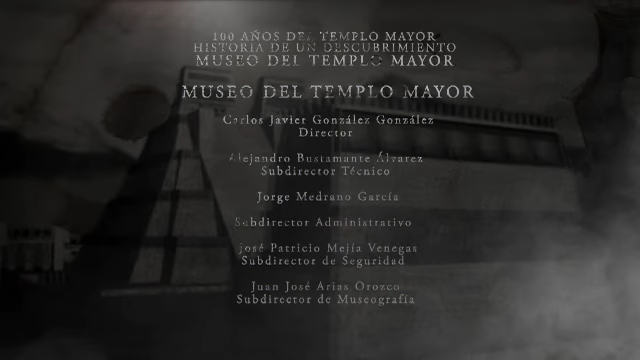 100 AÑOS DEL TEMPLO MAYOR
HISTORIA DE UN DESCUBRIMIENTO
MUSEO DEL TEMPLO MAYOR
MUSEO DEL TEMPLO MAYOR
Carlos Javier González González
Director
Alejandro Bustamante Álvarez
Subdirector Técnico
Jorge Medrano García
Subdirector Administrativo
José Patricio Mejía Venegas
Subdirector de Seguridad
Juan José Arias Orozco
Subdirector de Museografía